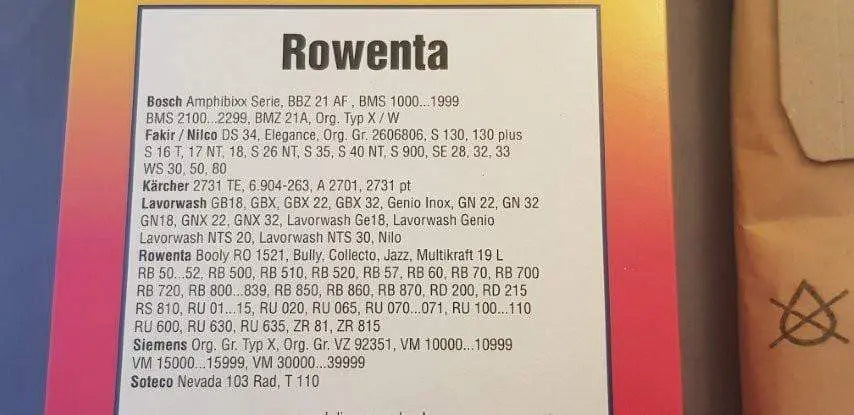 Rowenta
Bosch Amphibixx Serie, BBZ 21 AF , BMS 1000...1999
BMS 2100...2299, BMZ 21A, Org. Typ X / W
Fakir / Nilco DS 34, Elegance, Org. Gr. 2606806, S 130, 130 plus
S 16 T, 17 NT, 18, S 26 NT, S 35, S 40 NT, S 900, SE 28, 32, 33
WS 30, 50, 80
Kärcher 2731 TE, 6.904-263, A 2701, 2731 pt
Lavorwash GB18, GBX, GBX 22, GBX 32, Genio Inox, GN 22, GN 32
GN18, GNX 22, GNX 32, Lavorwash Ge18, Lavorwash Genio
Lavorwash NTS 20, Lavorwash NTS 30, Nilo
Rowenta Booly RO 1521, Bully, Collecto, Jazz, Multikraft 19 L
RB 50...52, RB 500, RB 510, RB 520, RB 57, RB 60, RB 70, RB 700
RB 720, RB 800...839, RB 850, RB 860, RB 870, RD 200, RD 215
RS 810, RU 01...15, RU 020, RU 065, RU 070...071, RU 100...110
RU 600, RU 630, RU 635, ZR 81, ZR 815
Siemens Org. Gr. Typ X, Org. Gr. VZ 92351, VM 10000...10999
VM 15000...15999, VM 30000...39999
Soteco Nevada 103 Rad, T 110